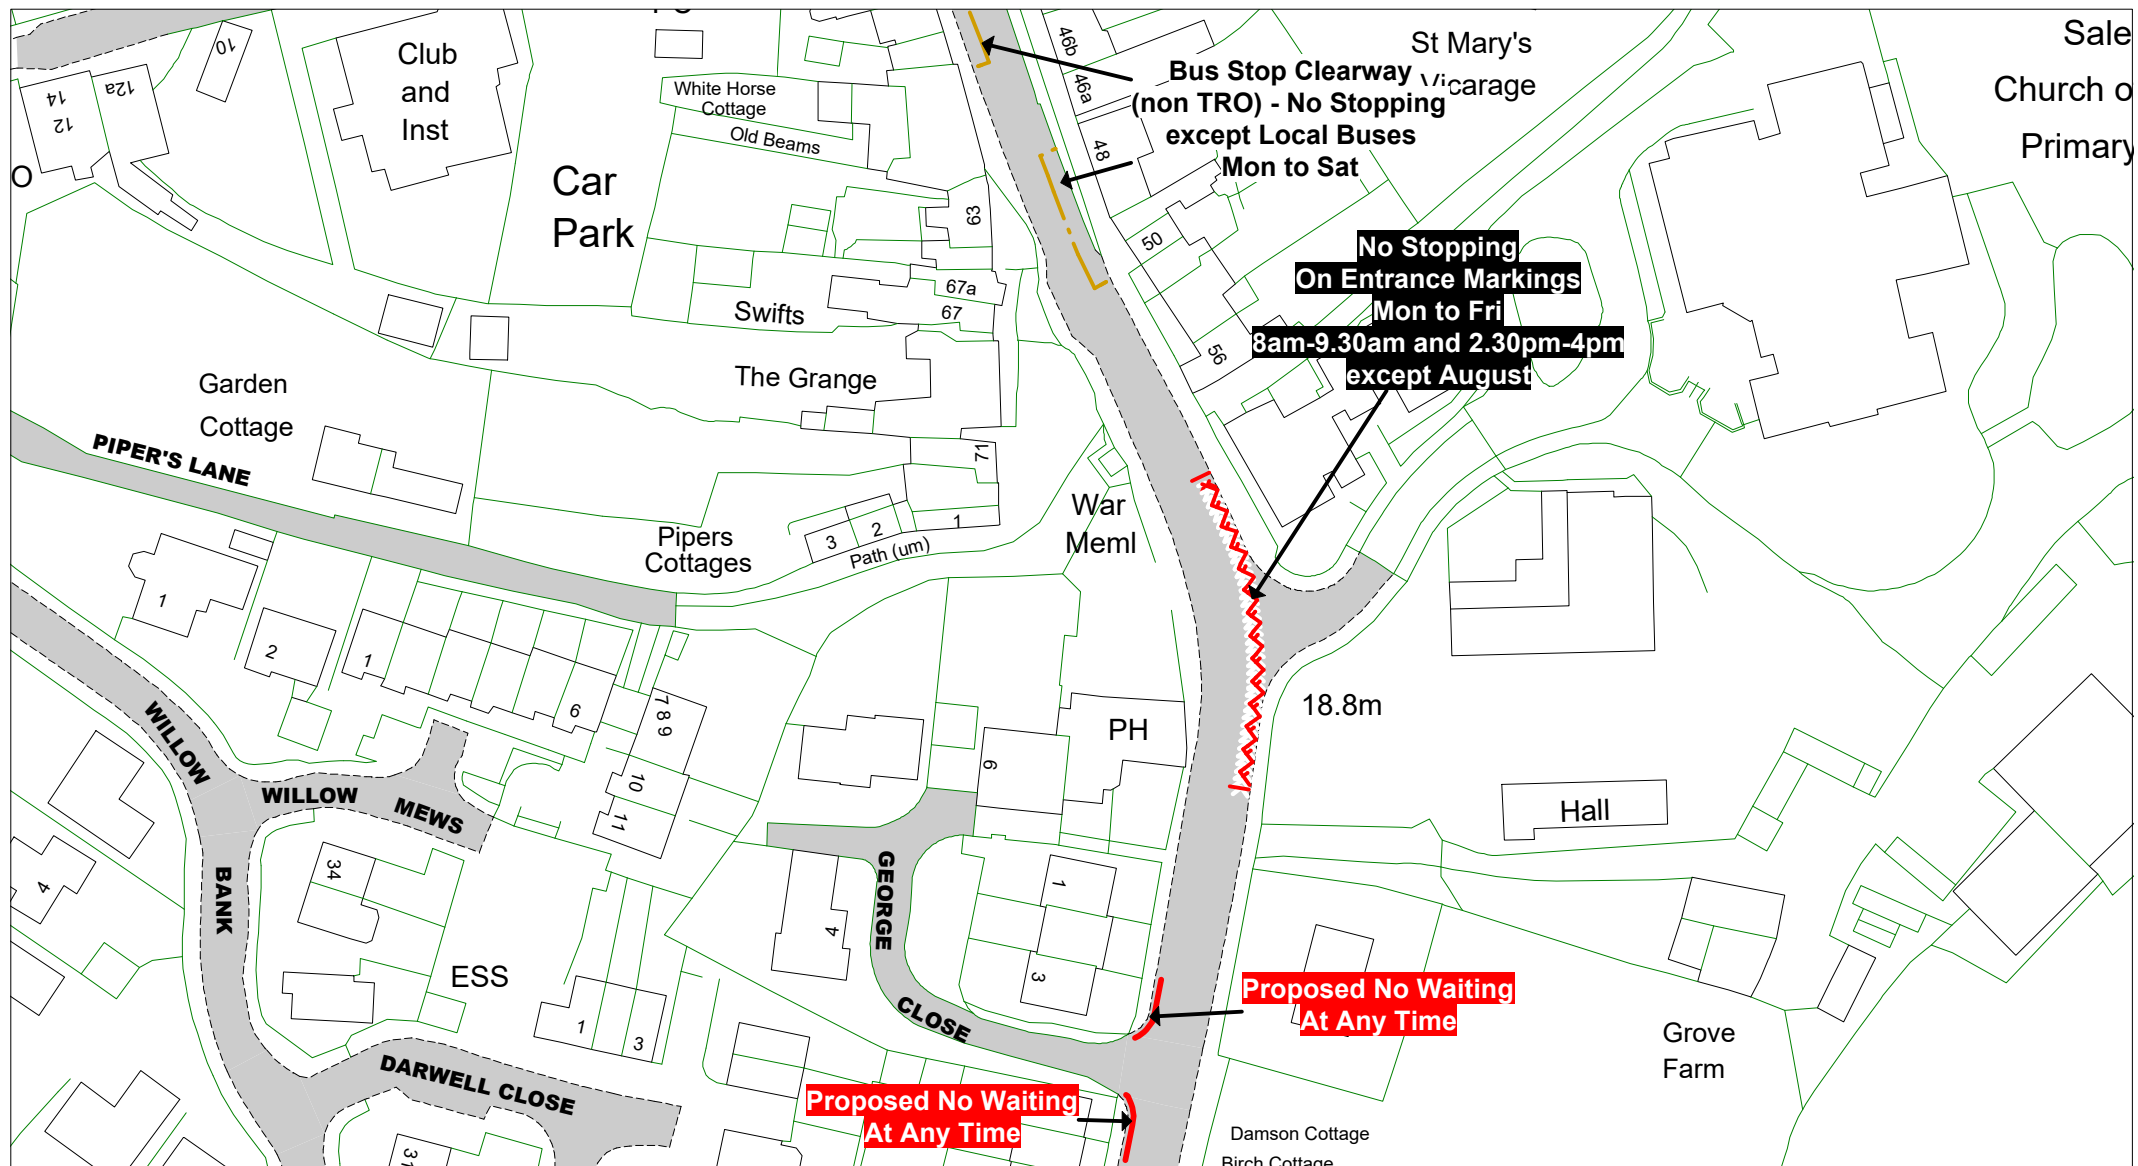 10
Club
and
Inst
14
12
12a
O
White Horse
Cottage
Old Beams
Car
Park
63
67a
67
Swifts
The Grange
71
46b
46a
48
50
56
St Mary's
Vicarage
Sale
Church o
Primary
Bus Stop Clearway
(non TRO) - No Stopping
except Local Buses
Mon to Sat
No Stopping
On Entrance Markings
Mon to Fri
8am-9.30am and 2.30pm-4pm
except August
Garden
Cottage
PIPER'S LANE
Pipers
Cottages
3
2
1
Path (um)
War
Meml
1
2
1
6
7 8 9
10
11
WILLOW
BANK
WILLOW
MEWS
34
4
ESS
1
3
DARWELL CLOSE
31
PH
6
GEORGE
CLOSE
4
1
3
18.8m
Hall
Proposed No Waiting
At Any Time
Proposed No Waiting
At Any Time
Grove
Farm
Damson Cottage
Birch Cottage